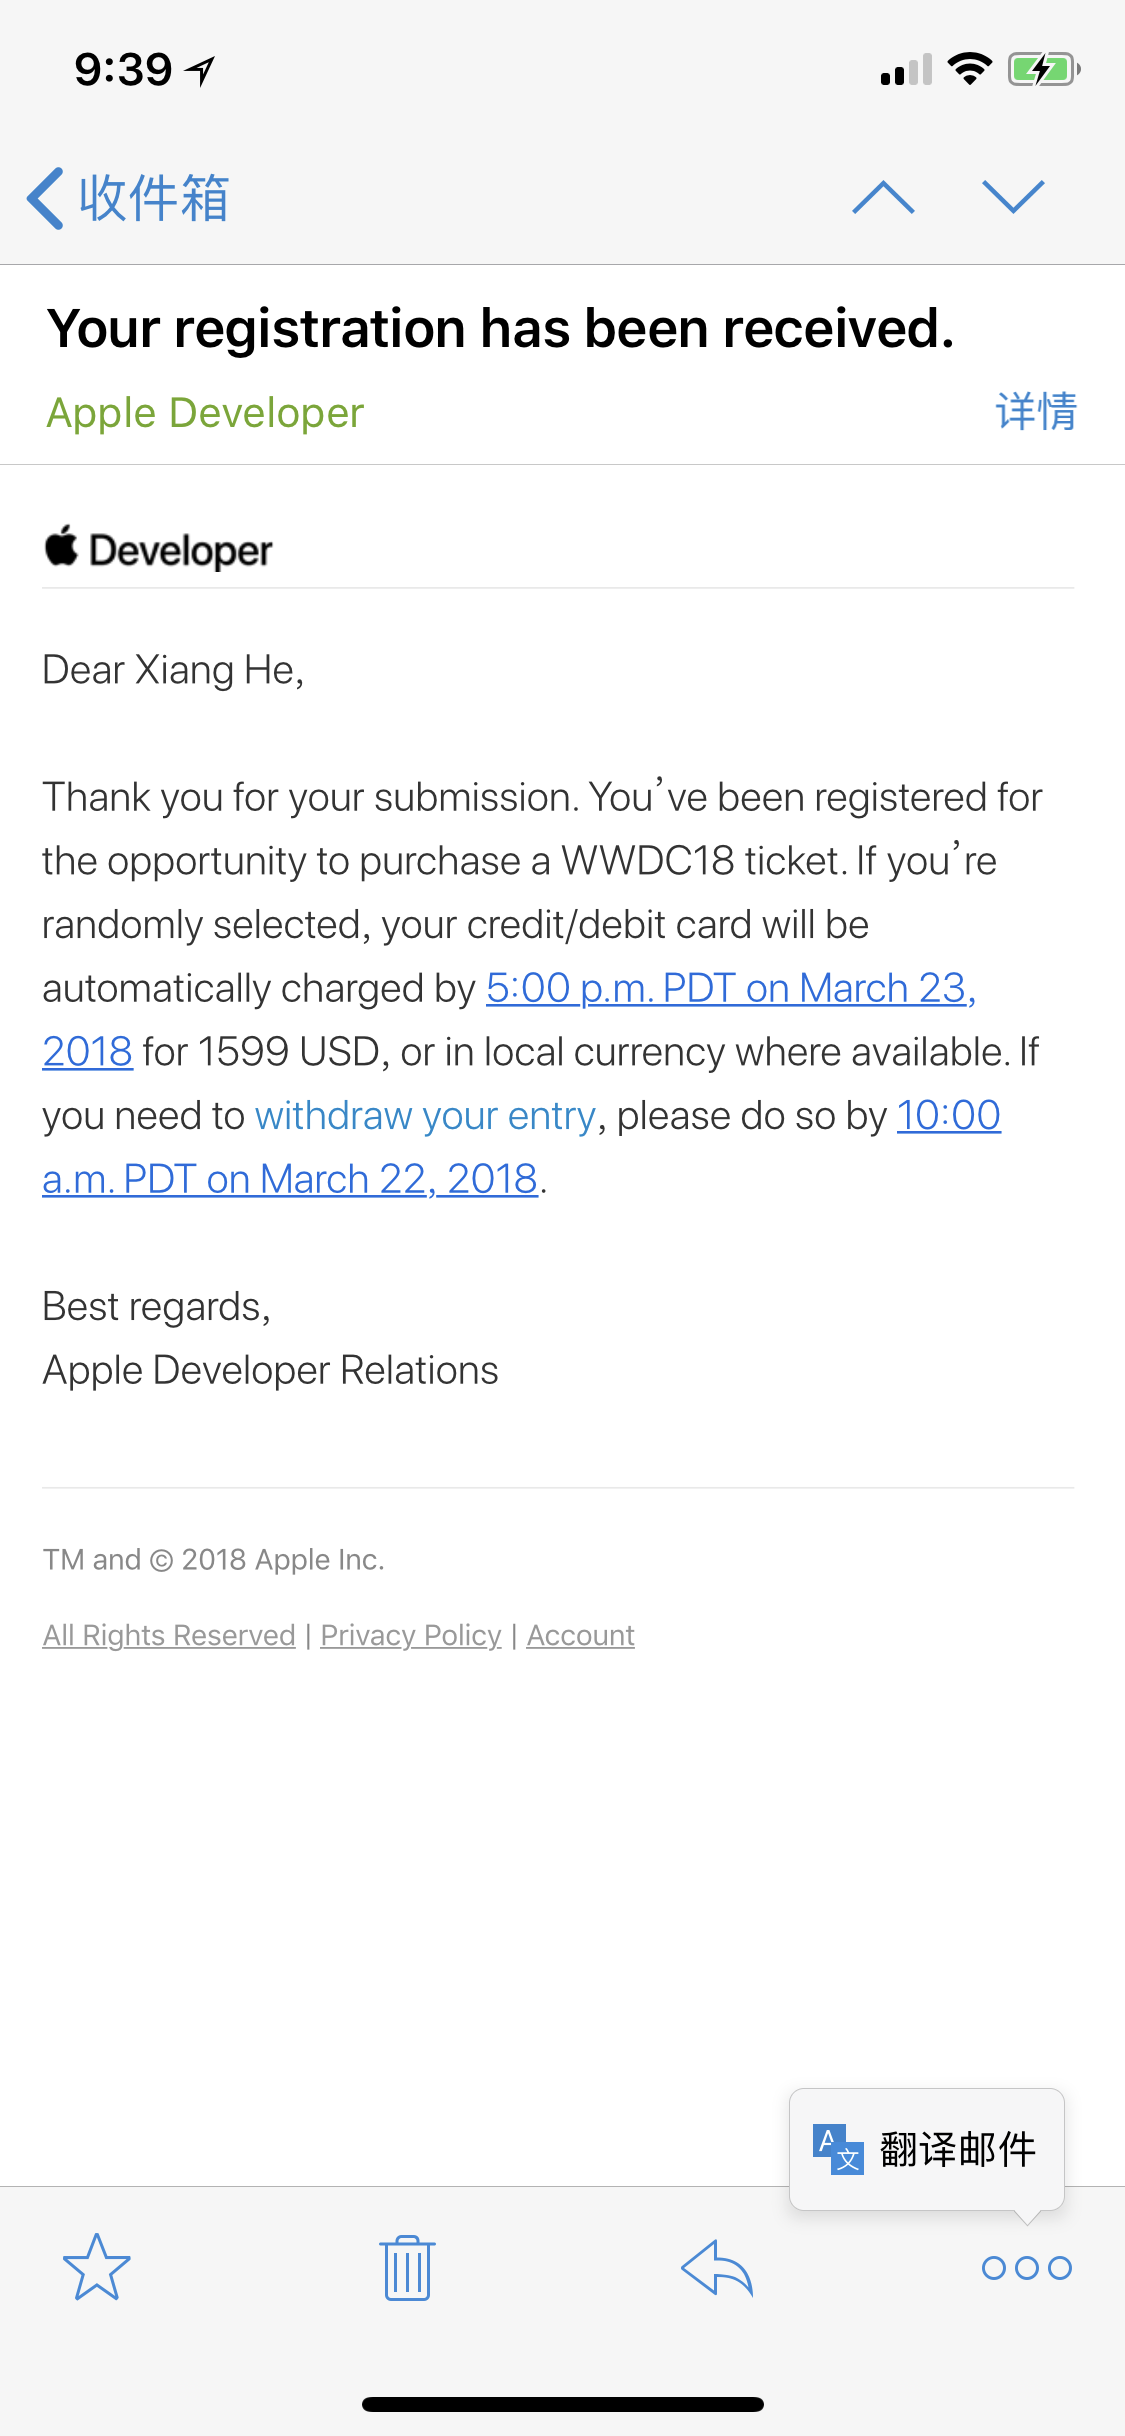 9:39
收件箱
Your registration has been received.
Apple Developer
详情
Developer
Dear Xiang He,
Thank you for your submission. You’ve been registered for
the opportunity to purchase a WWDC18 ticket. If you’re
randomly selected, your credit/debit card will be
automatically charged by 5:00 p.m. PDT on March 23,
2018 for 1599 USD, or in local currency where available. If
you need to withdraw your entry, please do so by 10:00
a.m. PDT on March 22, 2018.
Best regards,
Apple Developer Relations
TM and © 2018 Apple Inc.
All Rights Reserved | Privacy Policy | Account
A文 翻译邮件